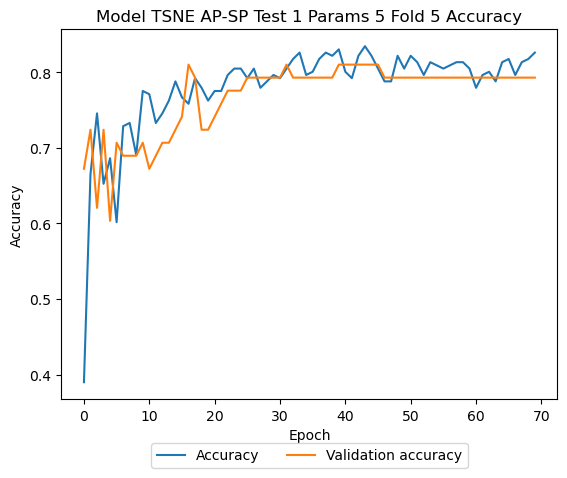 Model TSNE AP-SP Test 1 Params 5 Fold 5 Accuracy
0.8
0.7
0.6
0.5
0.4
Accuracy
0 10 20 30 40 50 60 70
Epoch
Accuracy Validation accuracy